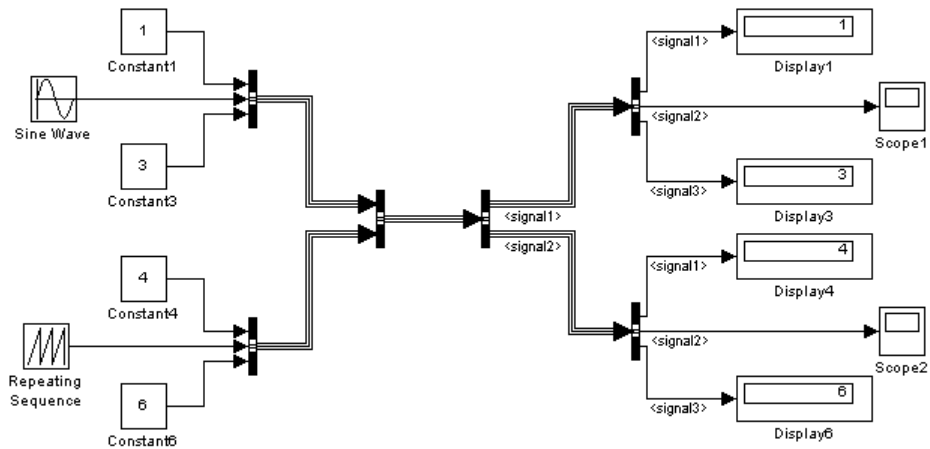 1
Constant1
Sine Wave
3
Constant3
4
Constant4
Repeating
Sequence
6
Constant6
<signal1>
<signal2>
<signal1>
1
Display1
<signal2>
Scope1
<signal3>
3
Display3
<signal1>
4
Display4
<signal2>
Scope2
<signal3>
6
Display6